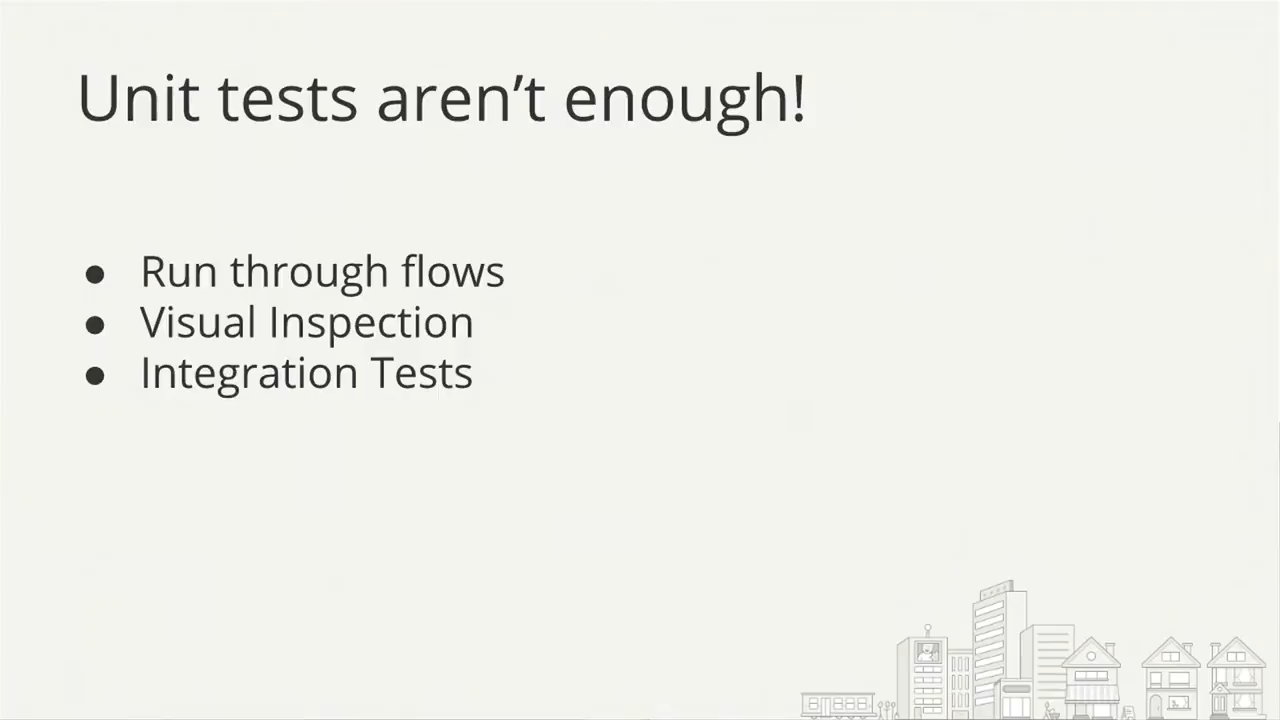 Unit tests aren’t enough!
● Run through flows
● Visual Inspection
● Integration Tests